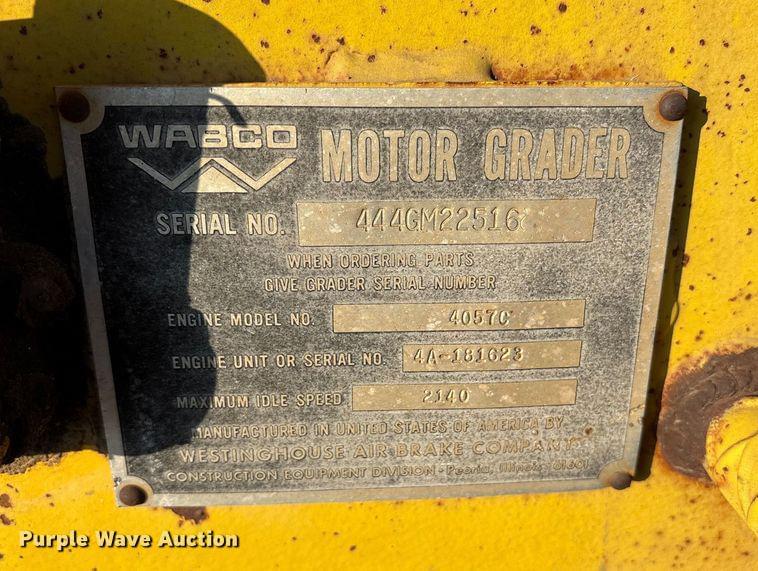 WABCO MOTOR GRADER
SERIAL NO. 444GM22516
WHEN ORDERING PARTS
GIVE GRADER SERIAL NUMBER
ENGINE MODEL NO. 4057C
ENGINE UNIT OR SERIAL NO. 4A-181623
MAXIMUM IDLE SPEED 2140
MANUFACTURED IN UNITED STATES OF AMERICA BY
WESTINGHOUSE AIR BRAKE COMPANY
CONSTRUCTION EQUIPMENT DIVISION · Peoria, Illinois 61601
Purple Wave Auction